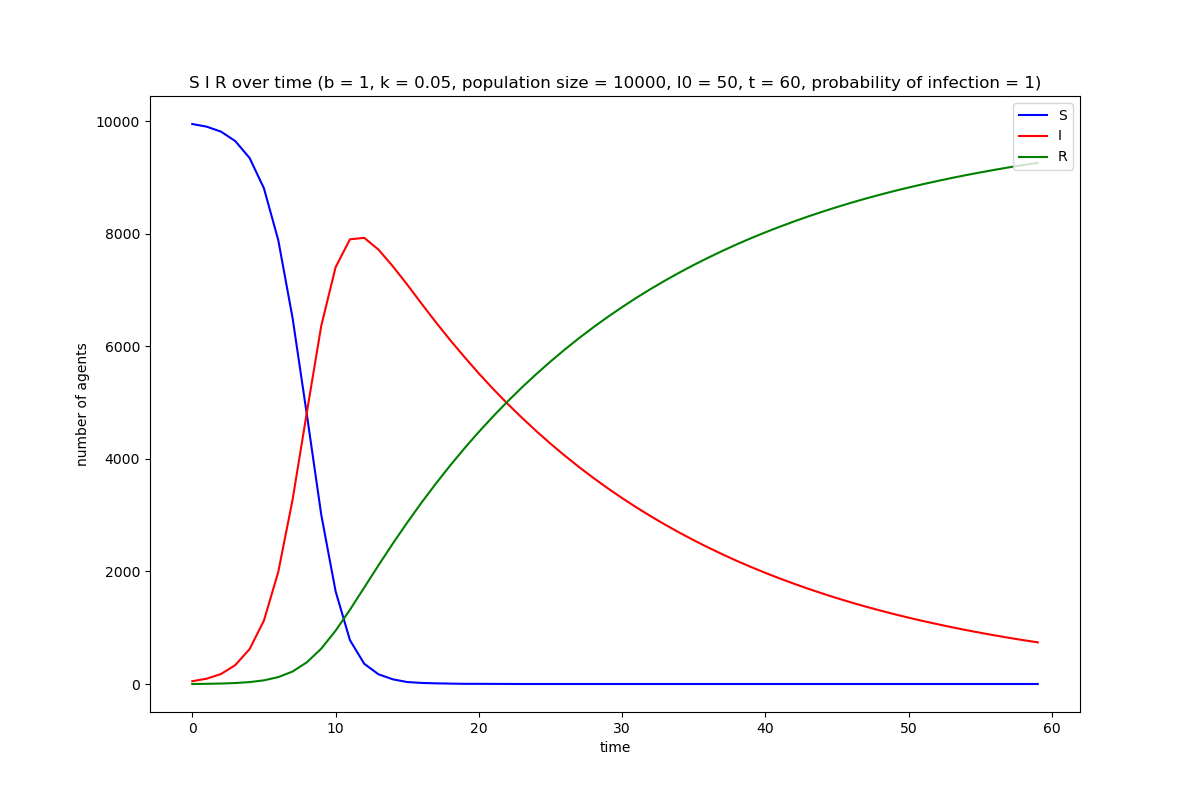 S I R over time (b = 1, k = 0.05, population size = 10000, I0 = 50, t = 60, probability of infection = 1)
S
I
R
10000
8000
6000
4000
2000
0
number of agents
0 10 20 30 40 50 60
time